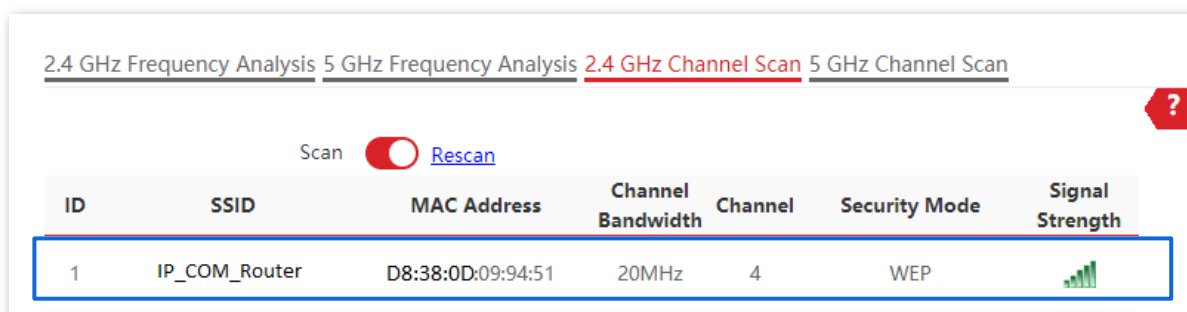 2.4 GHz Frequency Analysis 5 GHz Frequency Analysis 2.4 GHz Channel Scan 5 GHz Channel Scan
?
Scan Rescan
ID SSID MAC Address Channel Bandwidth Channel Security Mode Signal Strength
1 IP_COM_Router D8:38:0D:09:94:51 20MHz 4 WEP